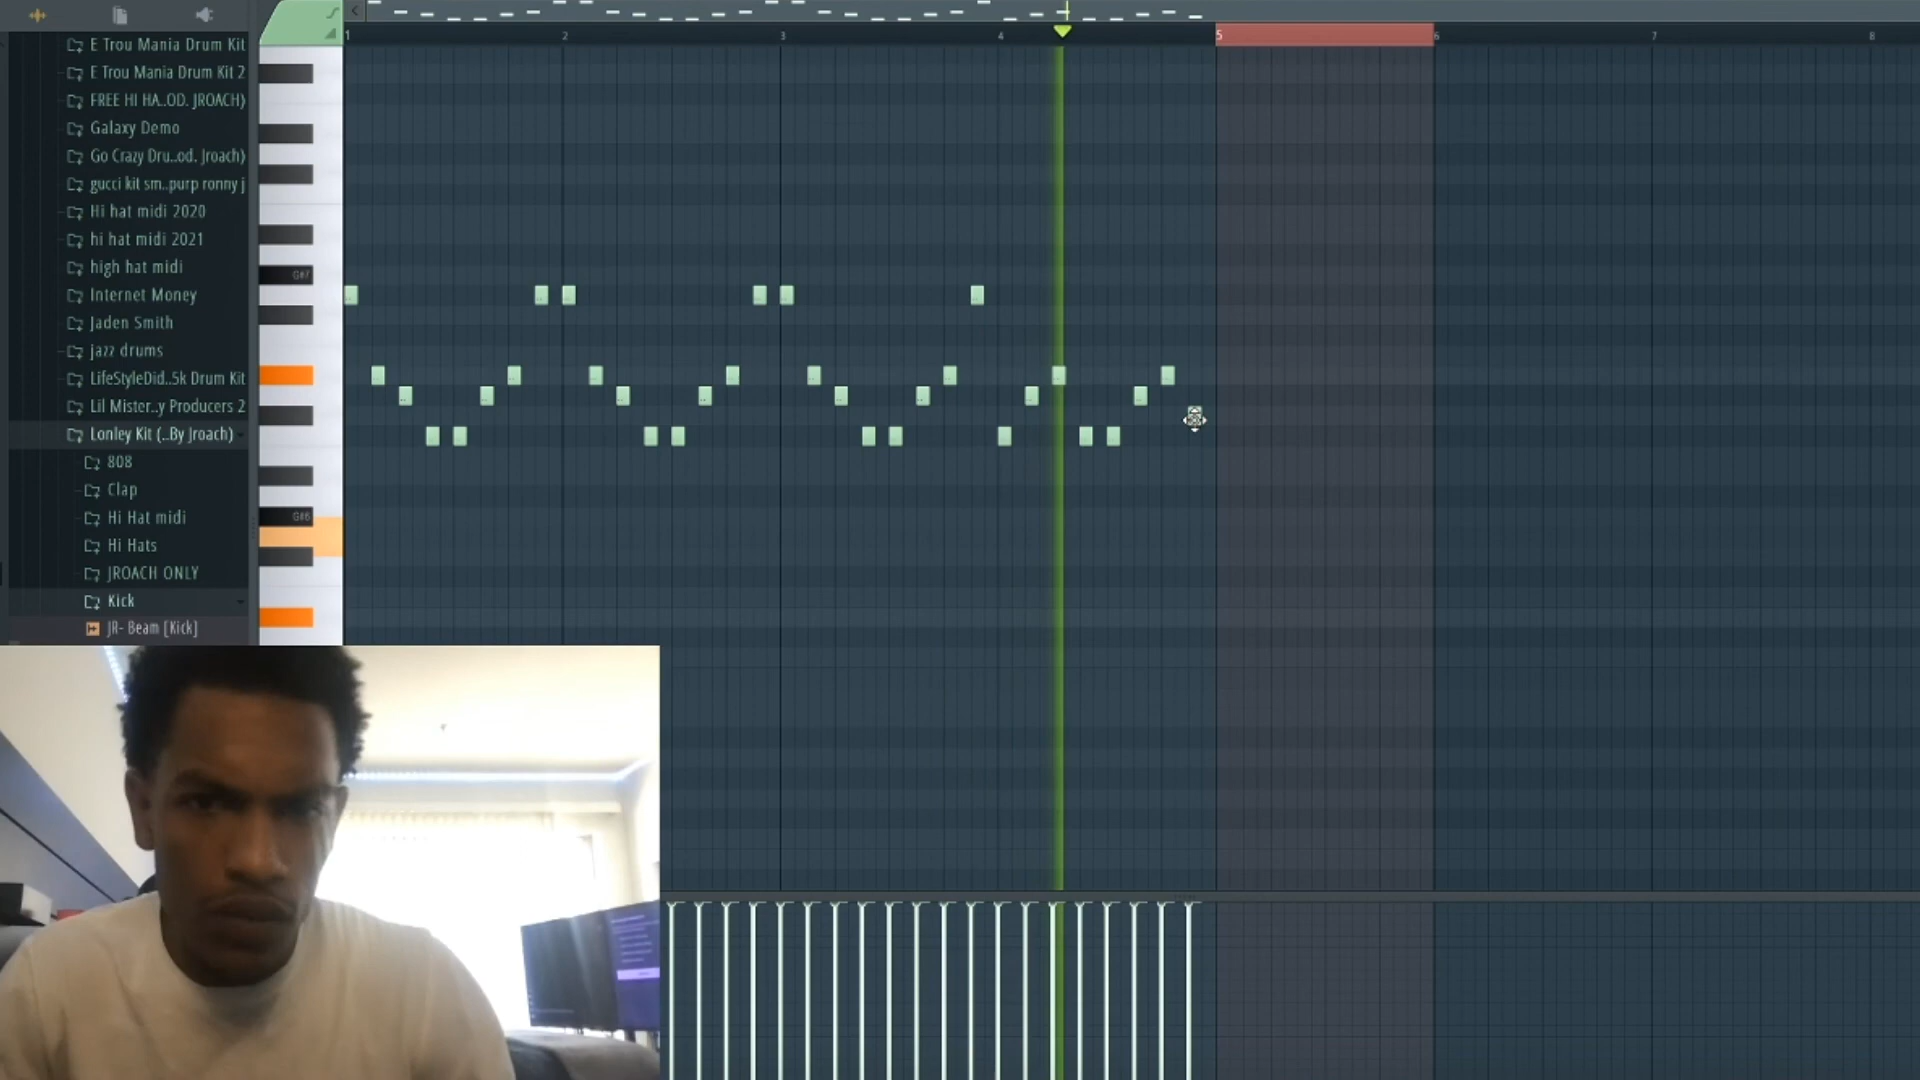 1
2
3
4
5
6
7
8
E Trou Mania Drum Kit
E Trou Mania Drum Kit 2
FREE HI HA..OD. JROACH)
Galaxy Demo
Go Crazy Dru..od. Jroach)
gucci kit sm..purp ronny j
Hi hat midi 2020
hi hat midi 2021
high hat midi
Internet Money
Jaden Smith
jazz drums
LifeStyleDid..5k Drum Kit
Lil Mister..y Producers 2
Lonley Kit (..By Jroach)
808
Clap
Hi Hat midi
Hi Hats
JROACH ONLY
Kick
JR- Beam [Kick]
G#7
G#6